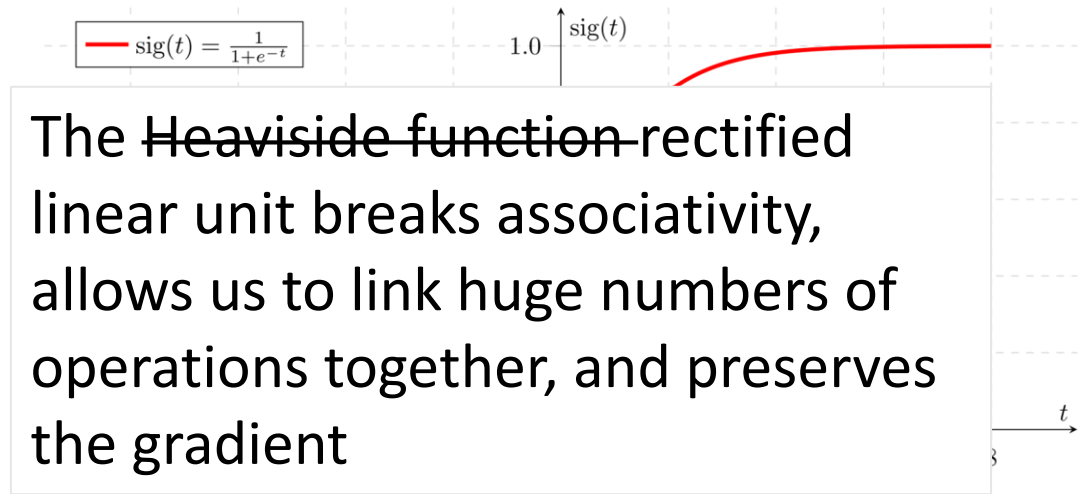 sig(t) = 1/(1+e^{-t})
sig(t)
1.0
The ~~Heaviside function~~ rectified
linear unit breaks associativity,
allows us to link huge numbers of
operations together, and preserves
the gradient
t